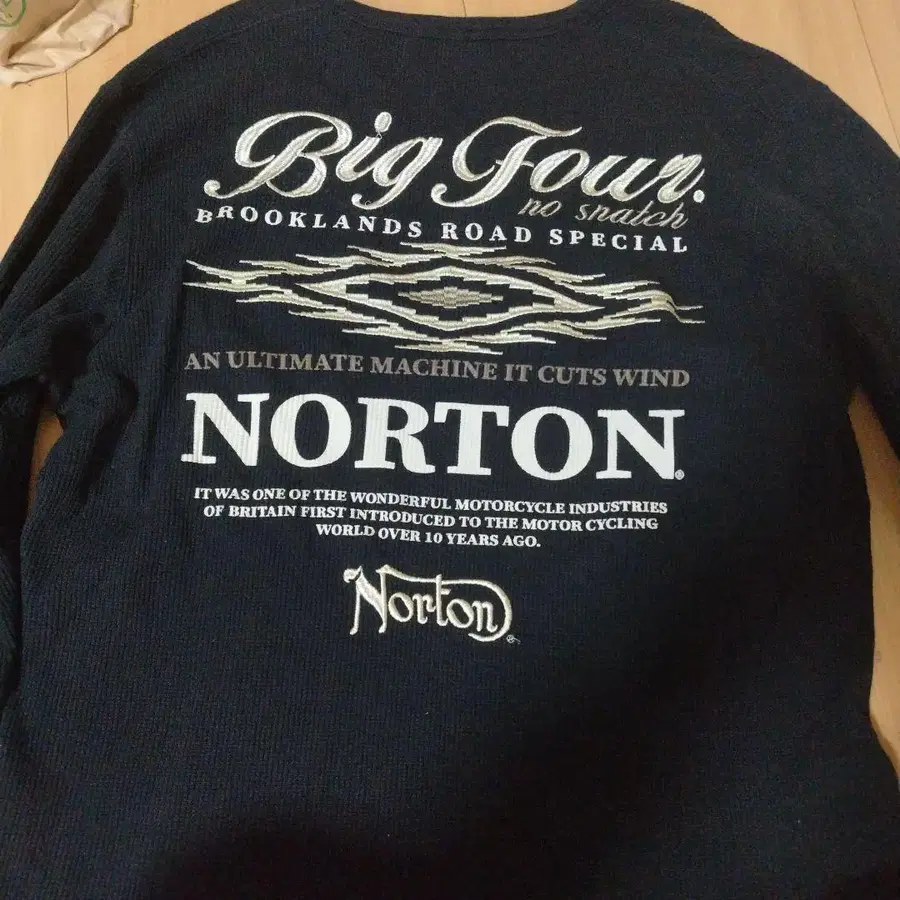 Big Four.
no snatch
BROOKLANDS ROAD SPECIAL
AN ULTIMATE MACHINE IT CUTS WIND
NORTON®
IT WAS ONE OF THE WONDERFUL MOTORCYCLE INDUSTRIES
OF BRITAIN FIRST INTRODUCED TO THE MOTOR CYCLING
WORLD OVER 10 YEARS AGO.
Norton®